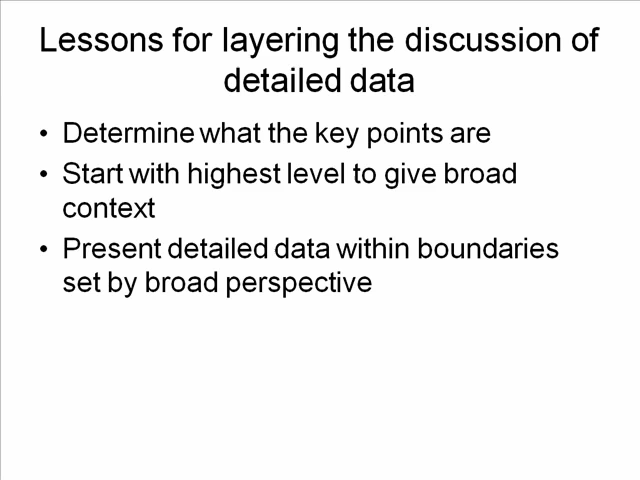 Lessons for layering the discussion of
detailed data
• Determine what the key points are
• Start with highest level to give broad
context
• Present detailed data within boundaries
set by broad perspective